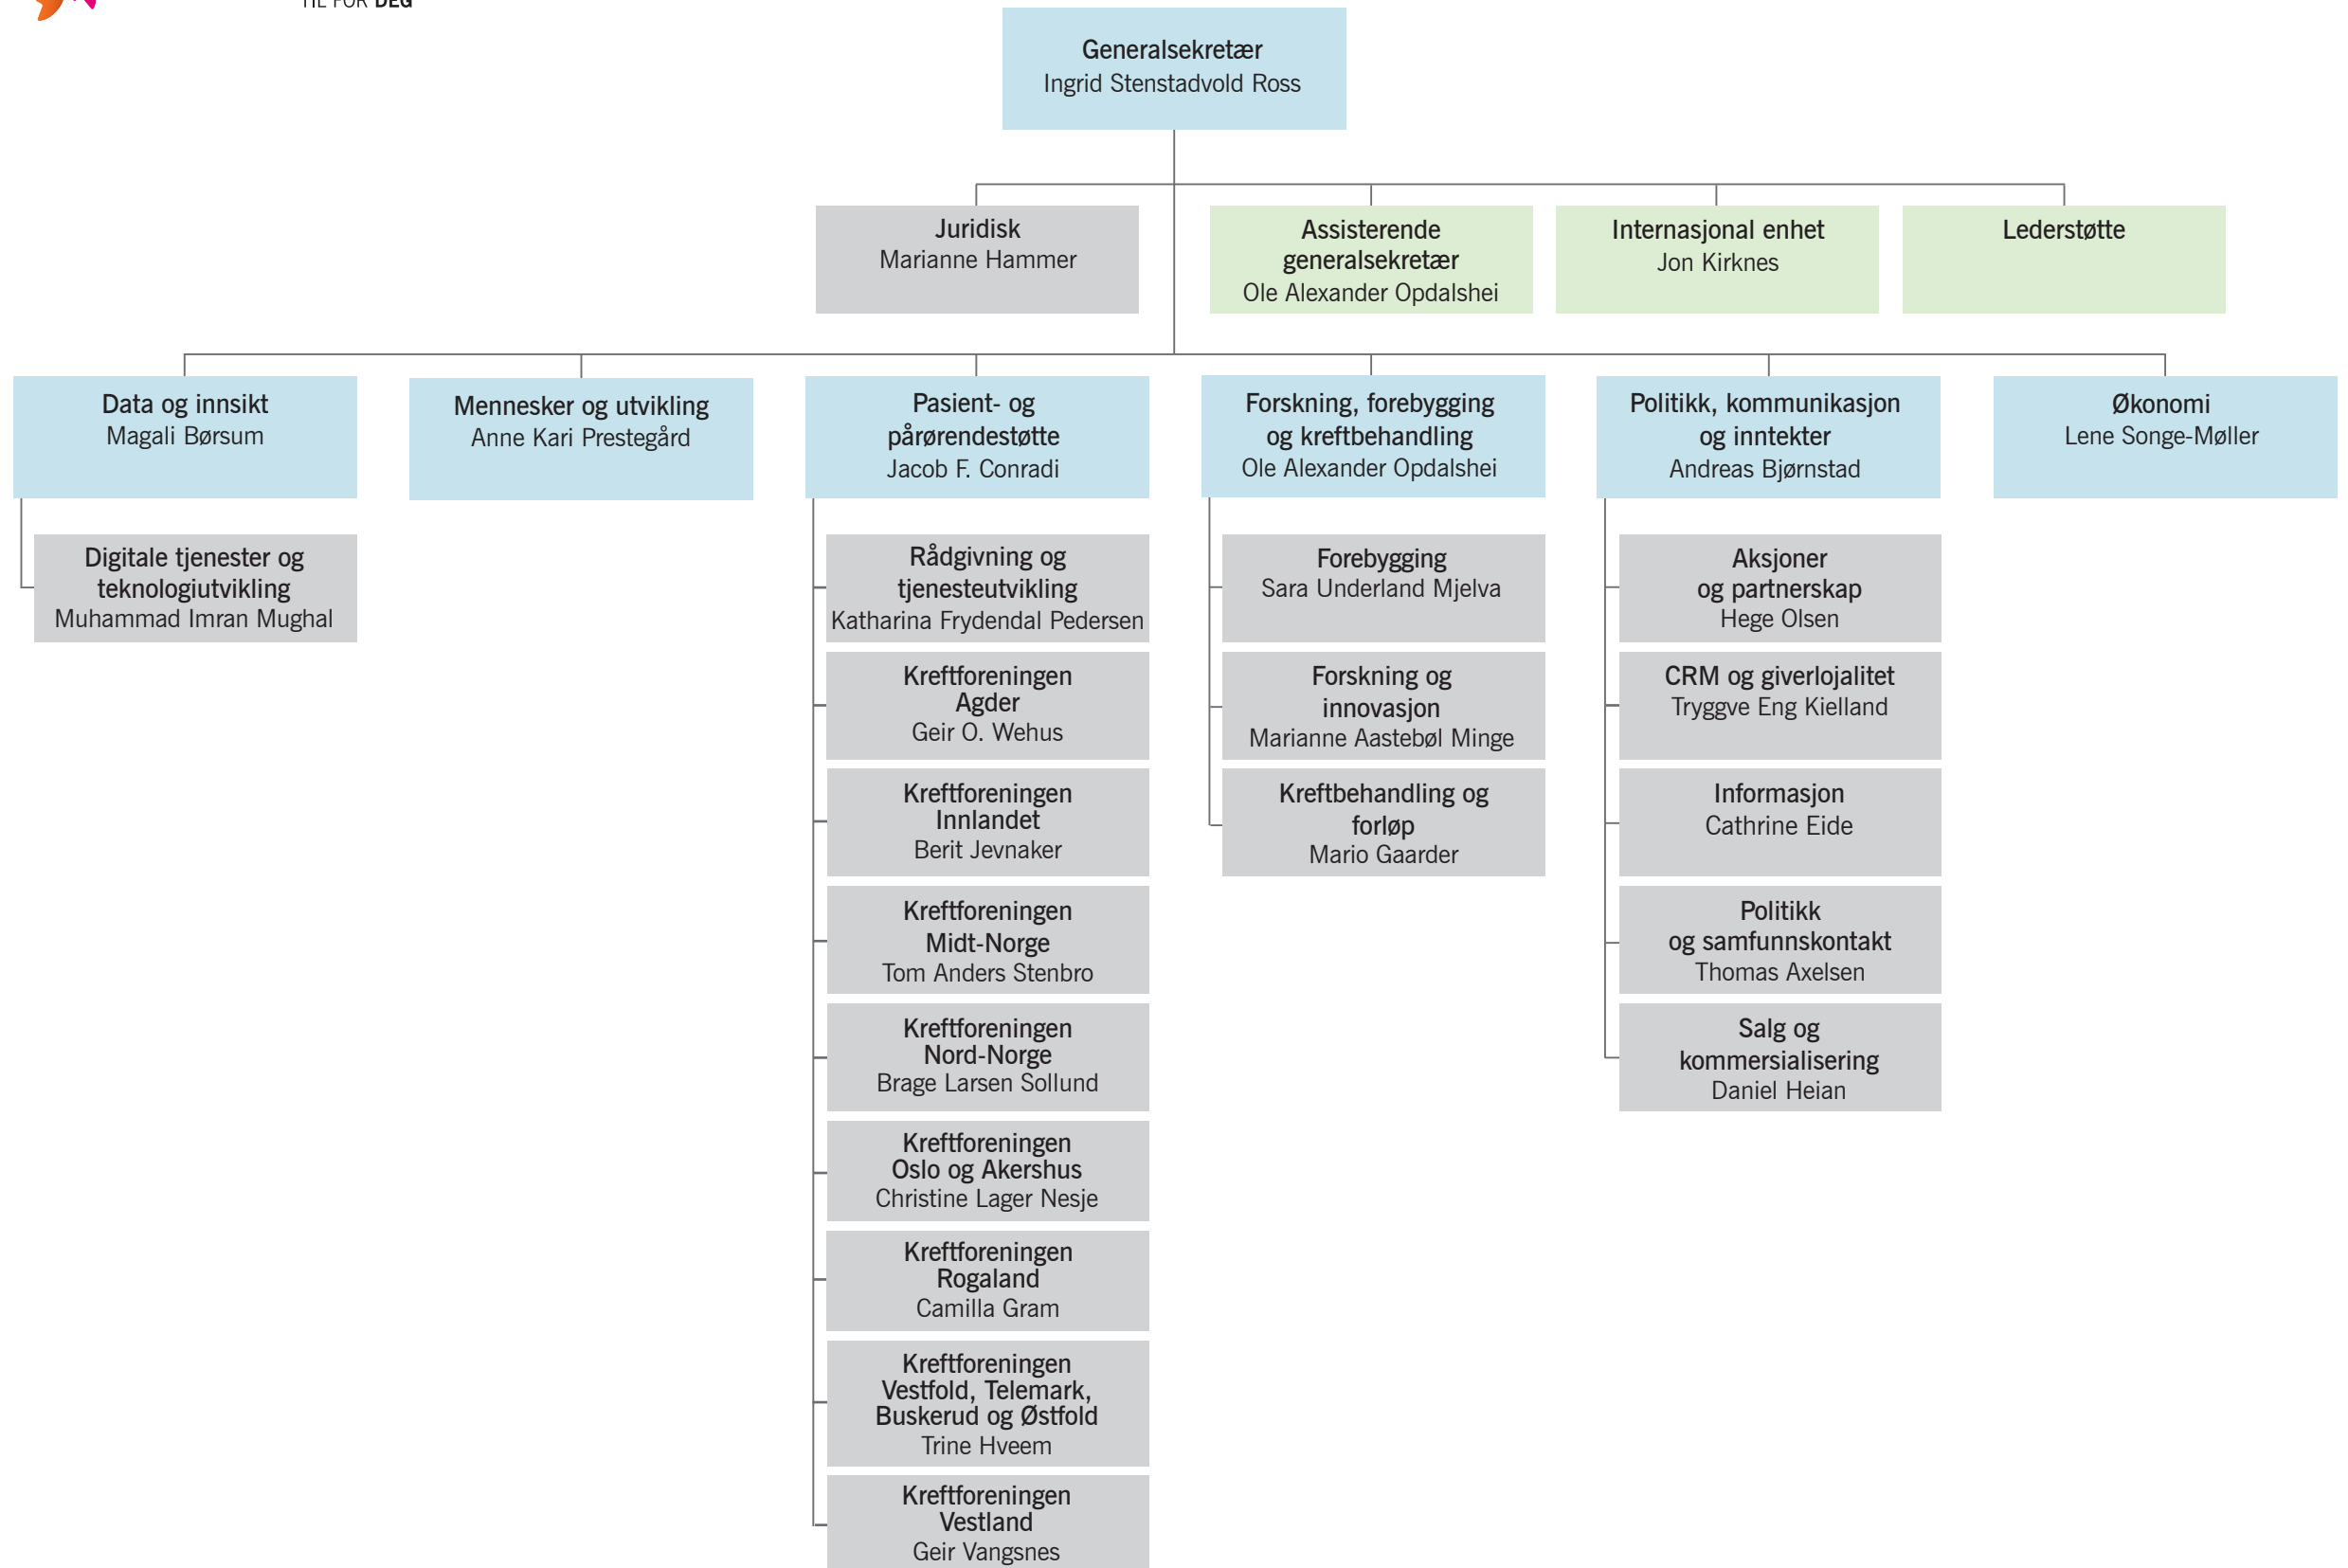 TIL FOR DEG
Generalsekretær
Ingrid Stenstadvold Ross
Juridisk
Marianne Hammer
Assisterende
generalsekretær
Ole Alexander Opdalshei
Internasjonal enhet
Jon Kirknes
Lederstøtte
Data og innsikt
Magali Børsum
Mennesker og utvikling
Anne Kari Prestegård
Pasient- og
pårørendestøtte
Jacob F. Conradi
Forskning, forebygging
og kreftbehandling
Ole Alexander Opdalshei
Politikk, kommunikasjon
og inntekter
Andreas Bjørnstad
Økonomi
Lene Songe-Møller
Digitale tjenester og
teknologiutvikling
Muhammad Imran Mughal
Rådgivning og
tjenesteutvikling
Katharina Frydendal Pedersen
Kreftforeningen
Agder
Geir O. Wehus
Kreftforeningen
Innlandet
Berit Jevnaker
Kreftforeningen
Midt-Norge
Tom Anders Stenbro
Kreftforeningen
Nord-Norge
Brage Larsen Sollund
Kreftforeningen
Oslo og Akershus
Christine Lager Nesje
Kreftforeningen
Rogaland
Camilla Gram
Kreftforeningen
Vestfold, Telemark,
Buskerud og Østfold
Trine Hveem
Kreftforeningen
Vestland
Geir Vangsnes
Forebygging
Sara Underland Mjelva
Forskning og
innovasjon
Marianne Aastebøl Minge
Kreftbehandling og
forløp
Mario Gaarder
Aksjoner
og partnerskap
Hege Olsen
CRM og giverlojalitet
Tryggve Eng Kielland
Informasjon
Cathrine Eide
Politikk
og samfunnskontakt
Thomas Axelsen
Salg og
kommersialisering
Daniel Heian